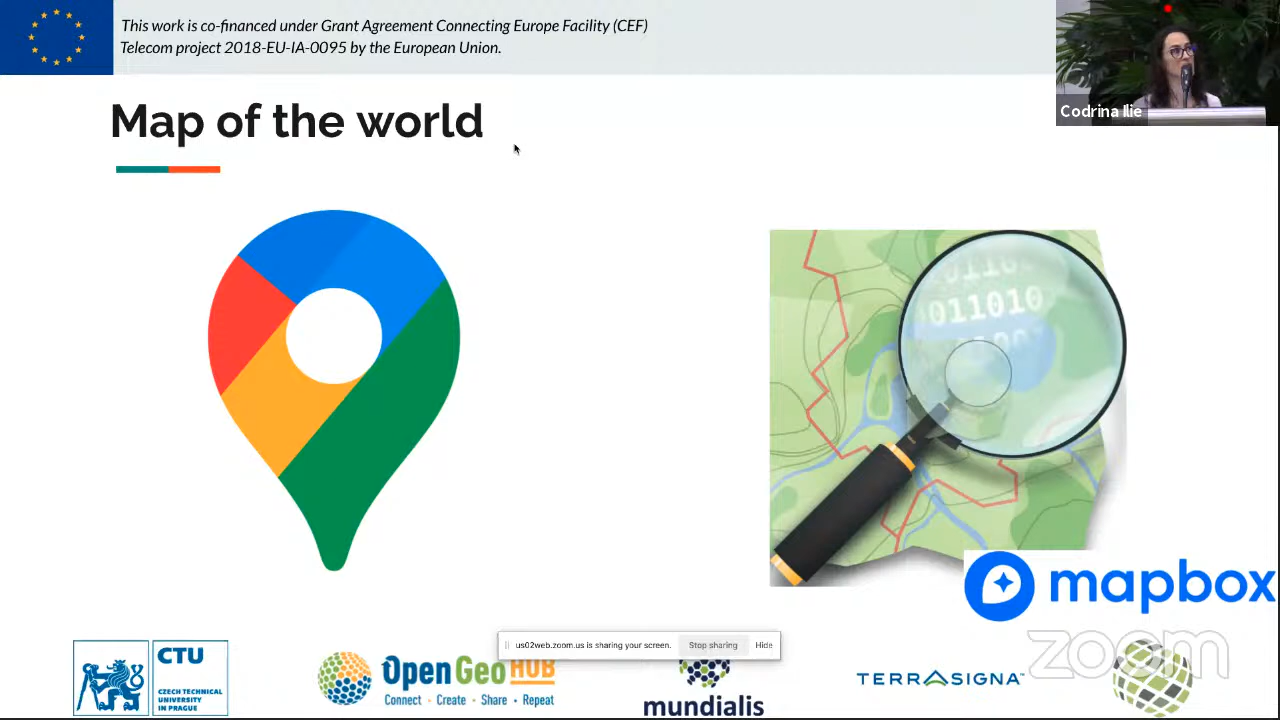 This work is co-financed under Grant Agreement Connecting Europe Facility (CEF)
Telecom project 2018-EU-IA-0095 by the European Union.
Codrina Ilie
Map of the world
011010
mapbox
us02web.zoom.us is sharing your screen.
Stop sharing
Hide
zoom
CTU
CZECH TECHNICAL
UNIVERSITY
IN PRAGUE
OpenGeoHUB
Connect - Create - Share - Repeat
mundialis
TERRASIGNA™